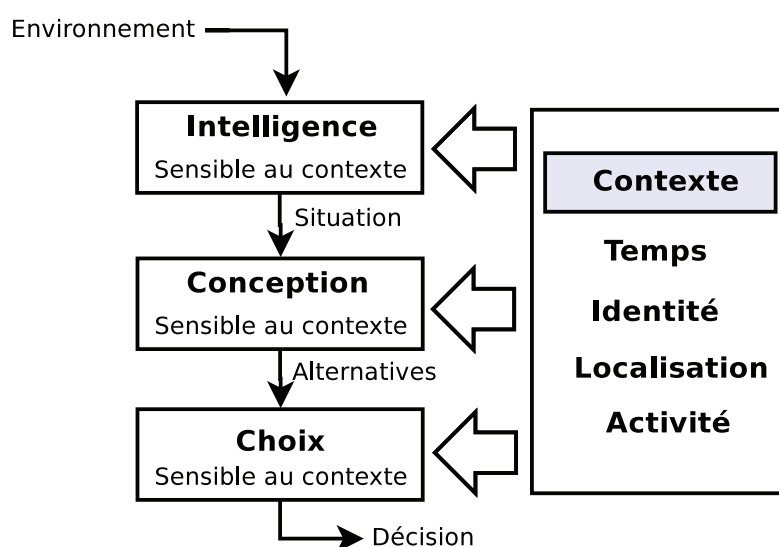 Environnement
Intelligence
Sensible au contexte
Situation
Conception
Sensible au contexte
Alternatives
Choix
Sensible au contexte
Décision
Contexte
Temps
Identité
Localisation
Activité